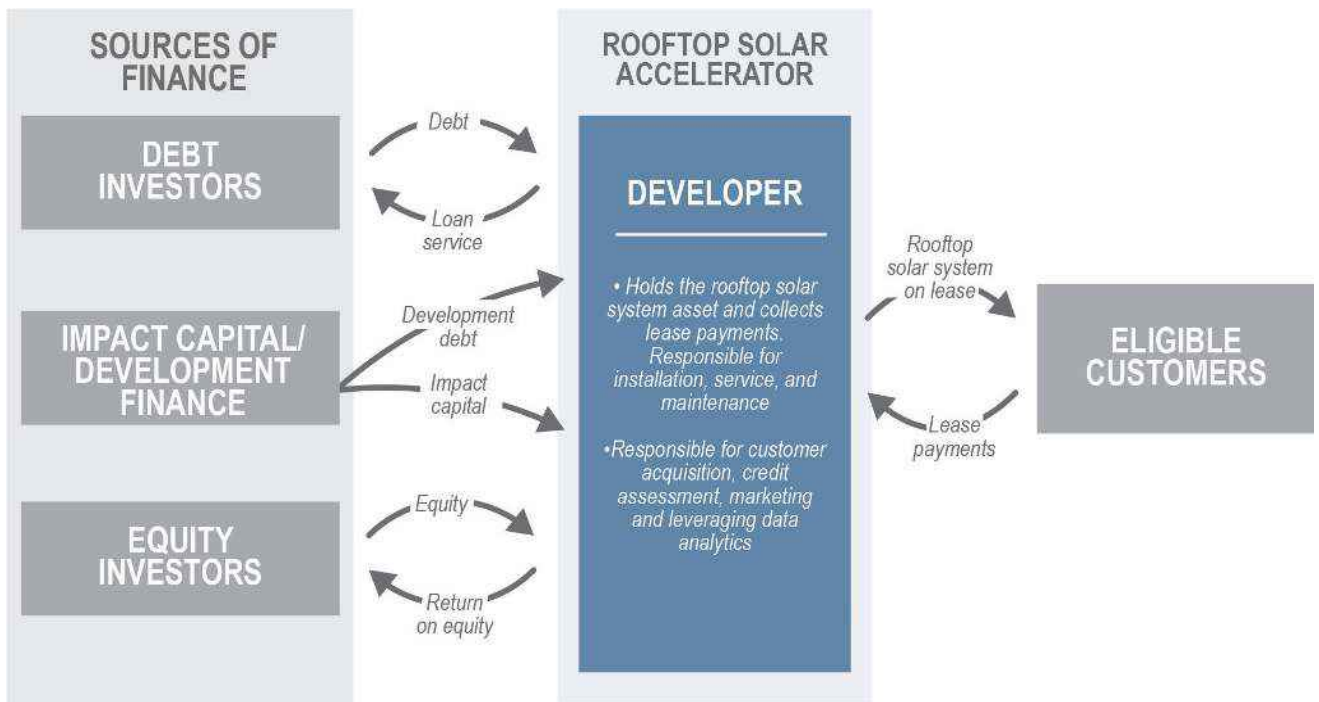 SOURCES OF
FINANCE
DEBT
INVESTORS
IMPACT CAPITAL/
DEVELOPMENT
FINANCE
EQUITY
INVESTORS
Debt
Loan
service
Development
debt
Impact
capital
Equity
Return
on equity
ROOFTOP SOLAR
ACCELERATOR
DEVELOPER
• Holds the rooftop solar
system asset and collects
lease payments.
Responsible for
installation, service, and
maintenance
•Responsible for customer
acquisition, credit
assessment, marketing
and leveraging data
analytics
Rooftop
solar system
on lease
Lease
payments
ELIGIBLE
CUSTOMERS